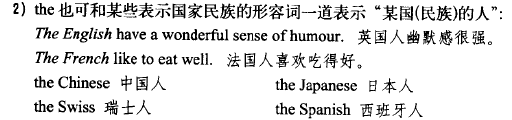 2) the 也可和某些表示国家民族的形容词一道表示“某国(民族)的人”:
The English have a wonderful sense of humour. 英国人幽默感很强。
The French like to eat well. 法国人喜欢吃得好。
the Chinese 中国人 the Japanese 日本人
the Swiss 瑞士人 the Spanish 西班牙人